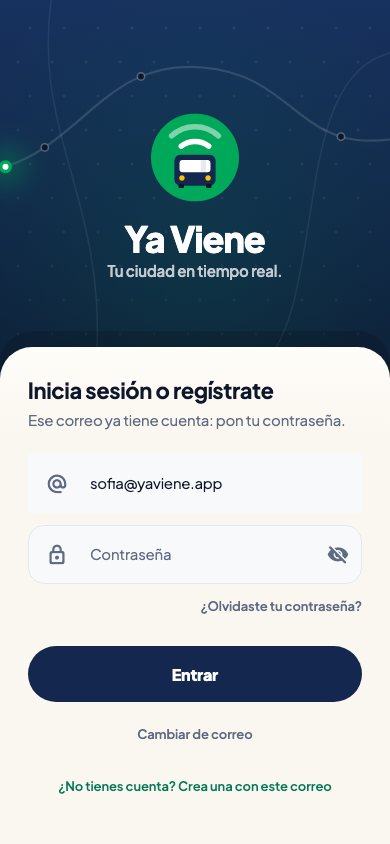 Ya Viene
Tu ciudad en tiempo real.
Inicia sesión o regístrate
Ese correo ya tiene cuenta: pon tu contraseña.
sofia@yaviene.app
Contraseña
¿Olvidaste tu contraseña?
Entrar
Cambiar de correo
¿No tienes cuenta? Crea una con este correo